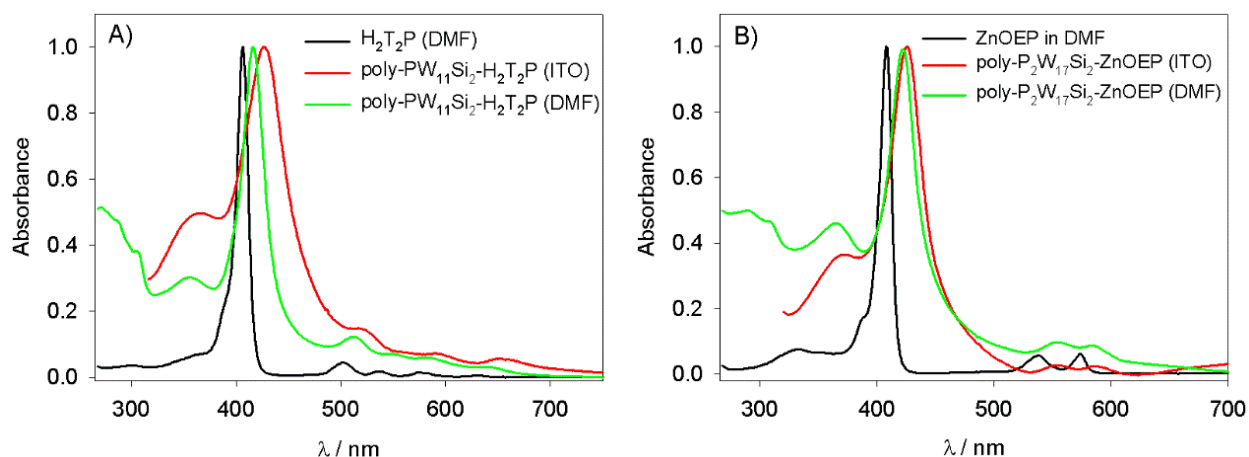 A)
H₂T₂P (DMF)
poly-PW₁₁Si₂-H₂T₂P (ITO)
poly-PW₁₁Si₂-H₂T₂P (DMF)
Absorbance
1.0
0.8
0.6
0.4
0.2
0.0
300 400 500 600 700
λ / nm
B)
ZnOEP in DMF
poly-P₂W₁₇Si₂-ZnOEP (ITO)
poly-P₂W₁₇Si₂-ZnOEP (DMF)
Absorbance
1.0
0.8
0.6
0.4
0.2
0.0
300 400 500 600 700
λ / nm